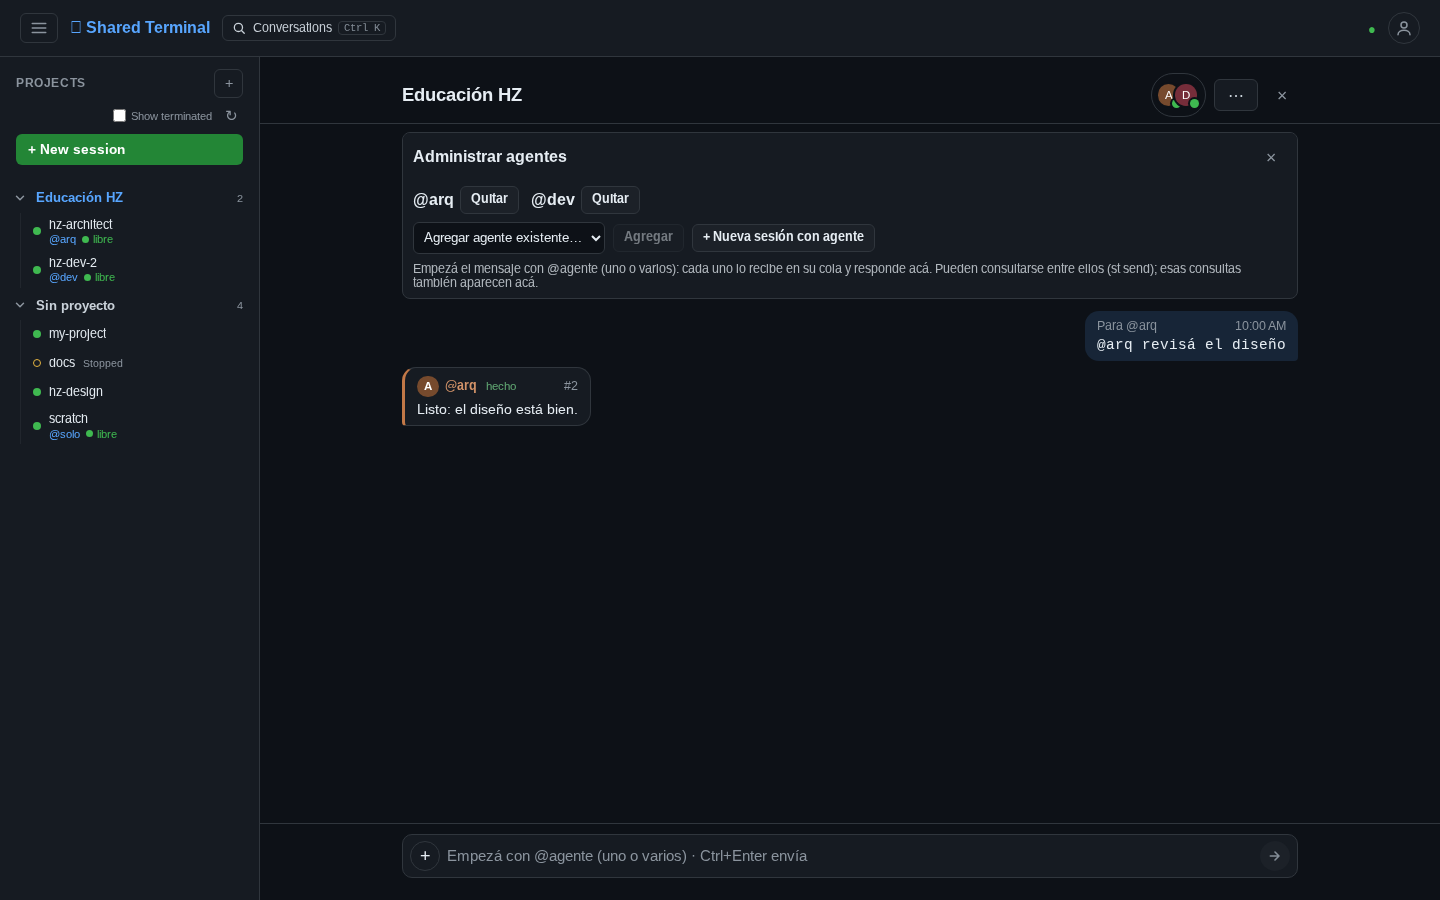 Shared Terminal
Conversations Ctrl K
PROJECTS
+
Show terminated ↻
+ New session
Educación HZ 2
hz-architect
@arq libre
hz-dev-2
@dev libre
Sin proyecto 4
my-project
docs Stopped
hz-design
scratch
@solo libre
Educación HZ
A D ⋯ ×
Administrar agentes ×
@arq Quitar @dev Quitar
Agregar agente existente… Agregar + Nueva sesión con agente
Empezá el mensaje con @agente (uno o varios): cada uno lo recibe en su cola y responde acá. Pueden consultarse entre ellos (st send); esas consultas
también aparecen acá.
Para @arq 10:00 AM
@arq revisá el diseño
A @arq hecho #2
Listo: el diseño está bien.
+ Empezá con @agente (uno o varios) · Ctrl+Enter envía